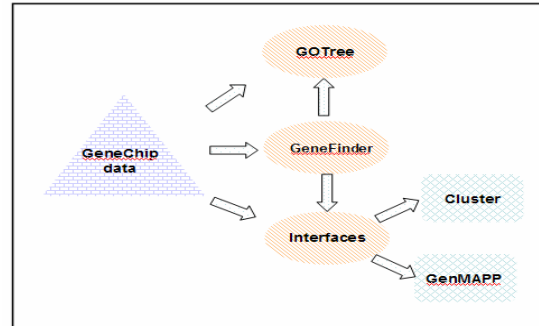 GOTree
GeneChip
data
GeneFinder
Interfaces
Cluster
GenMAPP